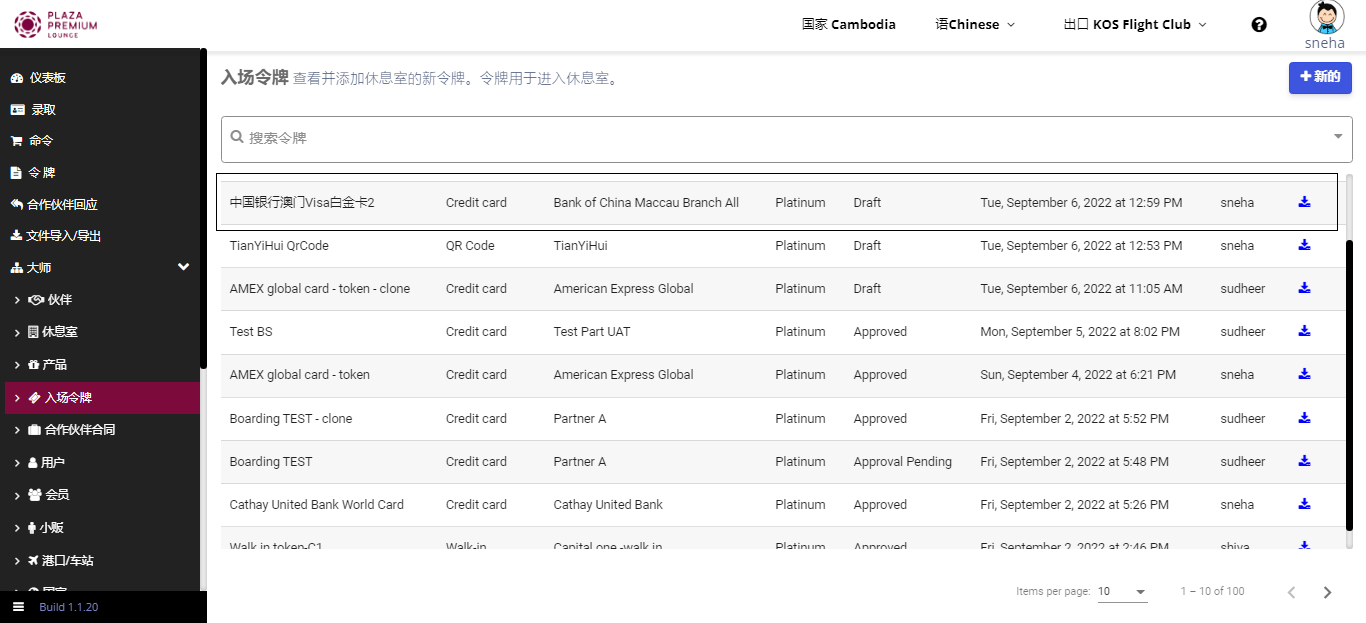 PLAZA
PREMIUM
LOUNGE
国家 Cambodia
语Chinese
出口 KOS Flight Club
sneha
仪表板
录取
命令
令 牌
合作伙伴回应
文件导入/导出
大师
伙伴
休息室
产品
入场令牌
合作伙伴合同
用户
会员
小贩
港口/车站
国家
Build 1.1.20
入场令牌 查看并添加休息室的新令牌。令牌用于进入休息室。
新的
搜索令牌
中国银行澳门Visa白金卡2 Credit card Bank of China Maccau Branch All Platinum Draft Tue, September 6, 2022 at 12:59 PM sneha
TianYiHui QrCode QR Code TianYiHui Platinum Draft Tue, September 6, 2022 at 12:53 PM sneha
AMEX global card - token - clone Credit card American Express Global Platinum Draft Tue, September 6, 2022 at 11:05 AM sudheer
Test BS Credit card Test Part UAT Platinum Approved Mon, September 5, 2022 at 8:02 PM sudheer
AMEX global card - token Credit card American Express Global Platinum Approved Sun, September 4, 2022 at 6:21 PM sneha
Boarding TEST - clone Credit card Partner A Platinum Approved Fri, September 2, 2022 at 5:52 PM sudheer
Boarding TEST Credit card Partner A Platinum Approval Pending Fri, September 2, 2022 at 5:48 PM sudheer
Cathay United Bank World Card Credit card Cathay United Bank Platinum Approved Fri, September 2, 2022 at 5:26 PM sneha
Walk in token-C1 Walk-in Capital one -walk in Platinum Approved Fri, September 2, 2022 at 2:46 PM shiva
Items per page: 10 1 – 10 of 100